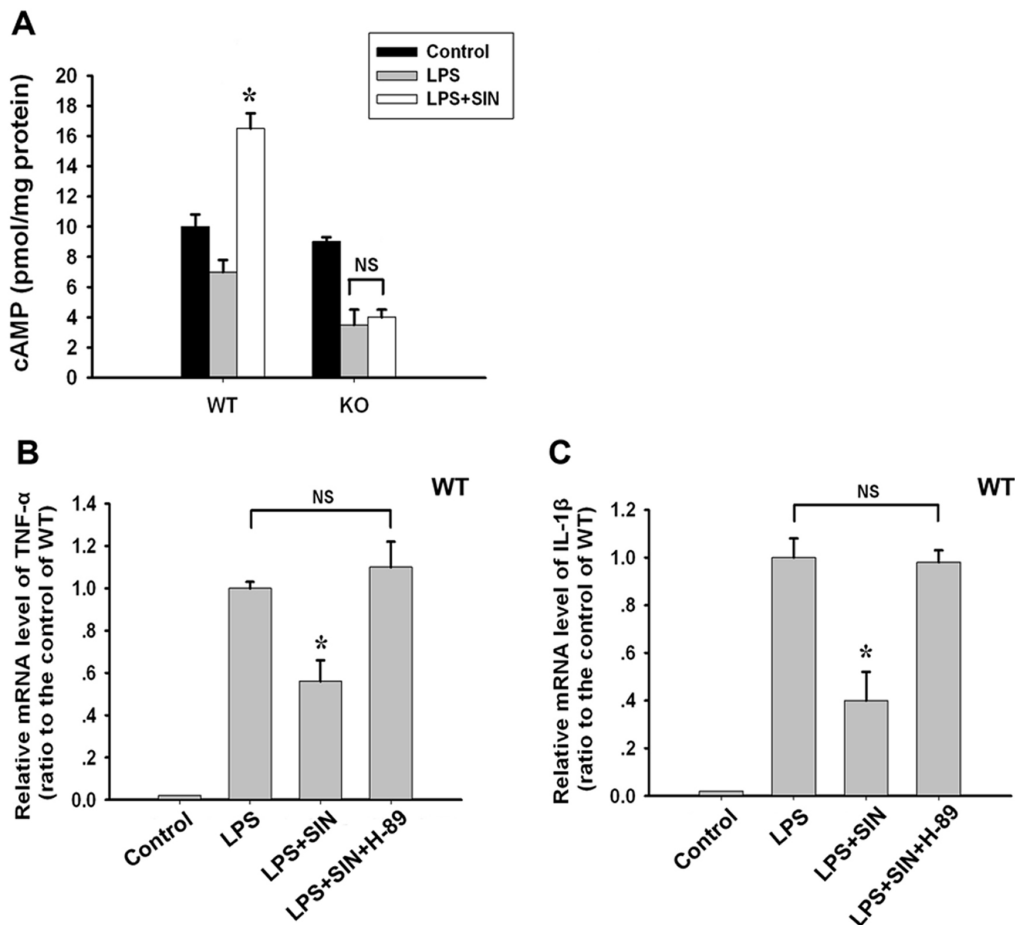 A
Control
LPS
LPS+SIN
cAMP (pmol/mg protein)
20
18
16
14
12
10
8
6
4
2
0
*
NS
WT
KO
B
WT
Relative mRNA level of TNF-α
(ratio to the control of WT)
1.4
1.2
1.0
.8
.6
.4
.2
0.0
NS
*
Control
LPS
LPS+SIN
LPS+SIN+H-89
C
WT
Relative mRNA level of IL-1β
(ratio to the control of WT)
1.2
1.0
.8
.6
.4
.2
0.0
NS
*
Control
LPS
LPS+SIN
LPS+SIN+H-89